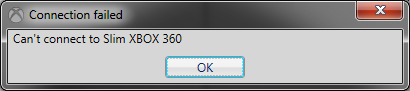 Connection failed
Can't connect to Slim XBOX 360
OK